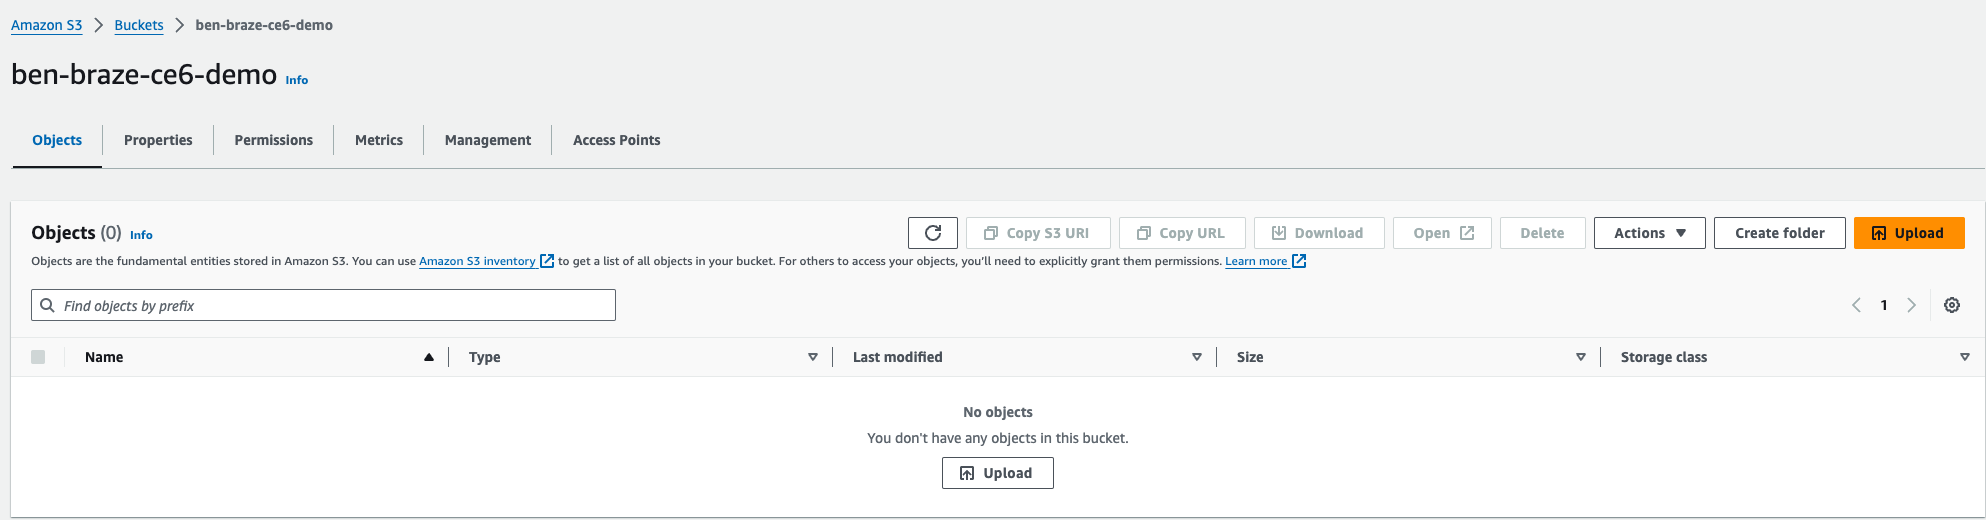 Amazon S3 > Buckets > ben-braze-ce6-demo
ben-braze-ce6-demo Info
Objects Properties Permissions Metrics Management Access Points
Objects (0) Info
Copy S3 URI Copy URL Download Open Delete Actions Create folder Upload
Objects are the fundamental entities stored in Amazon S3. You can use Amazon S3 inventory to get a list of all objects in your bucket. For others to access your objects, you'll need to explicitly grant them permissions. Learn more
Find objects by prefix
1
Name Type Last modified Size Storage class
No objects
You don't have any objects in this bucket.
Upload